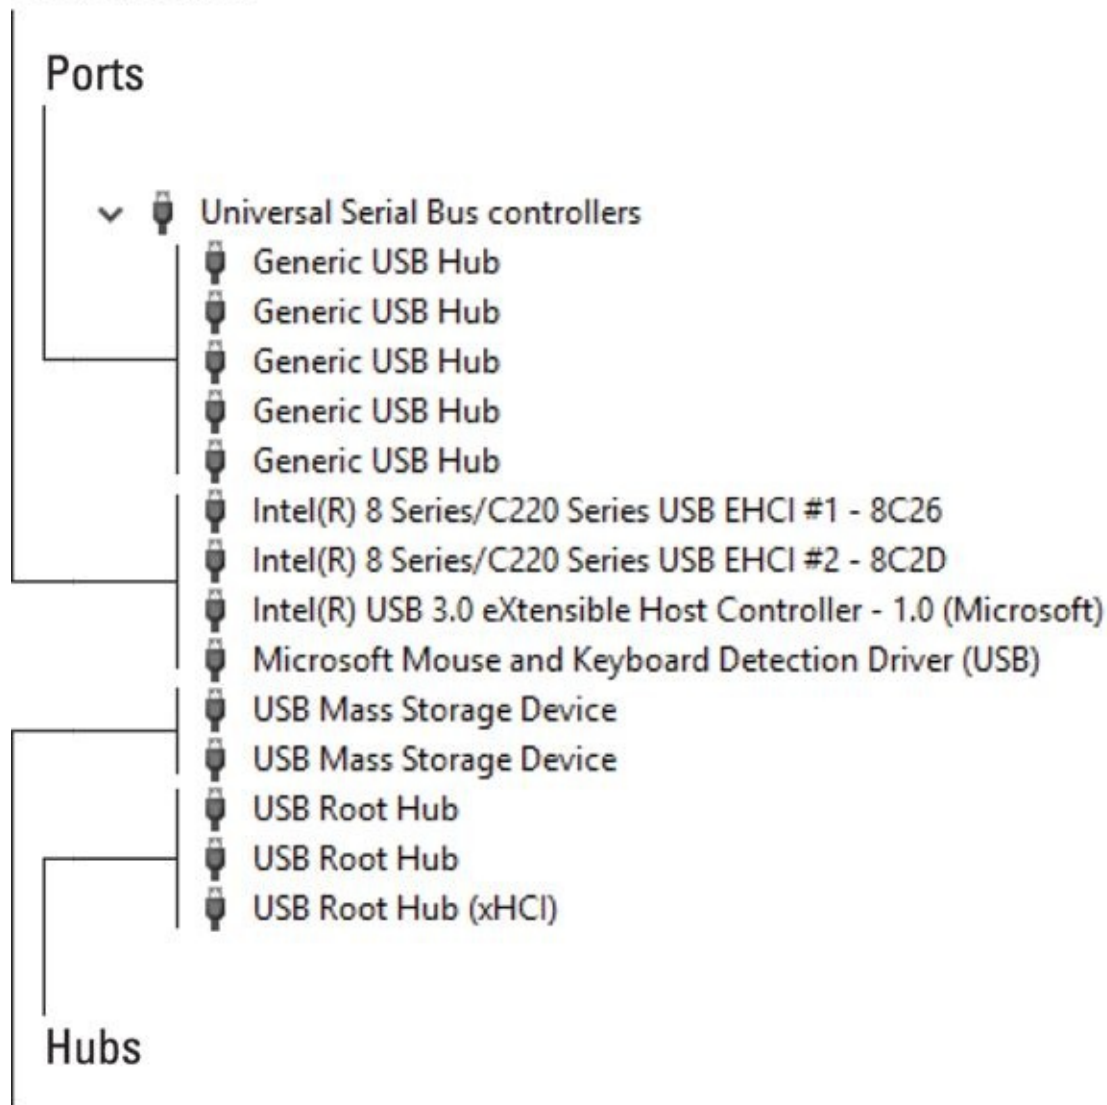 Ports
Universal Serial Bus controllers
Generic USB Hub
Generic USB Hub
Generic USB Hub
Generic USB Hub
Generic USB Hub
Intel(R) 8 Series/C220 Series USB EHCI #1 - 8C26
Intel(R) 8 Series/C220 Series USB EHCI #2 - 8C2D
Intel(R) USB 3.0 eXtensible Host Controller - 1.0 (Microsoft)
Microsoft Mouse and Keyboard Detection Driver (USB)
USB Mass Storage Device
USB Mass Storage Device
USB Root Hub
USB Root Hub
USB Root Hub (xHCI)
Hubs